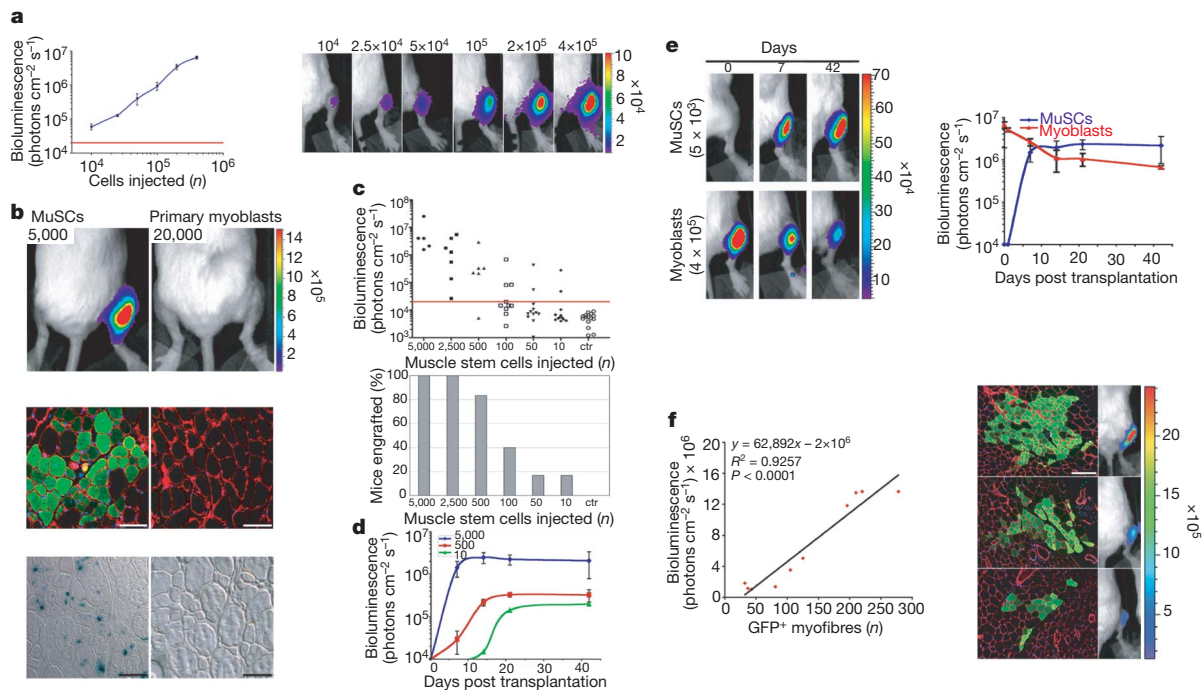 a
Bioluminescence
(photons cm⁻² s⁻¹)
10⁷
10⁶
10⁵
10⁴
10⁴ 10⁵ 10⁶
Cells injected (n)
10⁴ 2.5×10⁴ 5×10⁴ 10⁵ 2×10⁵ 4×10⁵
10
8
6
4
2
×10⁴
b
MuSCs Primary myoblasts
5,000 20,000
14
12
10
8
6
4
2
×10⁵
c
Bioluminescence
(photons cm⁻² s⁻¹)
10⁸
10⁷
10⁶
10⁵
10⁴
10³
5,000 2,500 500 100 50 10 ctr
Muscle stem cells injected (n)
Mice engrafted (%)
100
80
60
40
20
0
5,000 2,500 500 100 50 10 ctr
Muscle stem cells injected (n)
d
Bioluminescence
(photons cm⁻² s⁻¹)
10⁷
10⁶
10⁵
10⁴
5,000
500
10
0 10 20 30 40
Days post transplantation
e
Days
0 7 42
MuSCs
(5 × 10³)
Myoblasts
(4 × 10⁵)
70
60
50
40
30
20
10
×10⁴
Bioluminescence
(photons cm⁻² s⁻¹)
10⁷
10⁶
10⁵
10⁴
MuSCs
Myoblasts
0 10 20 30 40
Days post transplantation
f
Bioluminescence
(photons cm⁻² s⁻¹) × 10⁶
20
16
12
8
4
0
y = 62,892x − 2×10⁶
R² = 0.9257
P < 0.0001
0 50 100 150 200 250 300
GFP⁺ myofibres (n)
20
15
10
5
×10⁵